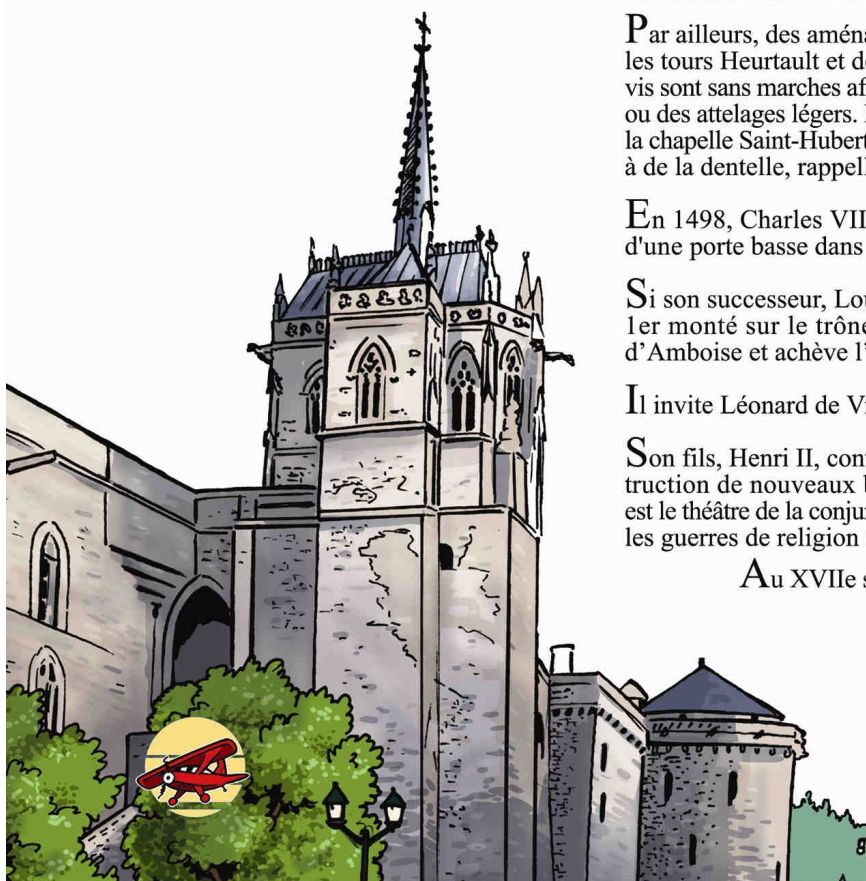 Par ailleurs, des aména
les tours Heurtault et d
vis sont sans marches af
ou des attelages légers.
la chapelle Saint-Hubert
à de la dentelle, rappell
En 1498, Charles VII
d'une porte basse dans
Si son successeur, Lou
1er monté sur le trône
d'Amboise et achève l'
Il invite Léonard de Vi
Son fils, Henri II, con
truction de nouveaux b
est le théâtre de la conju
les guerres de religion
Au XVIIe s
g